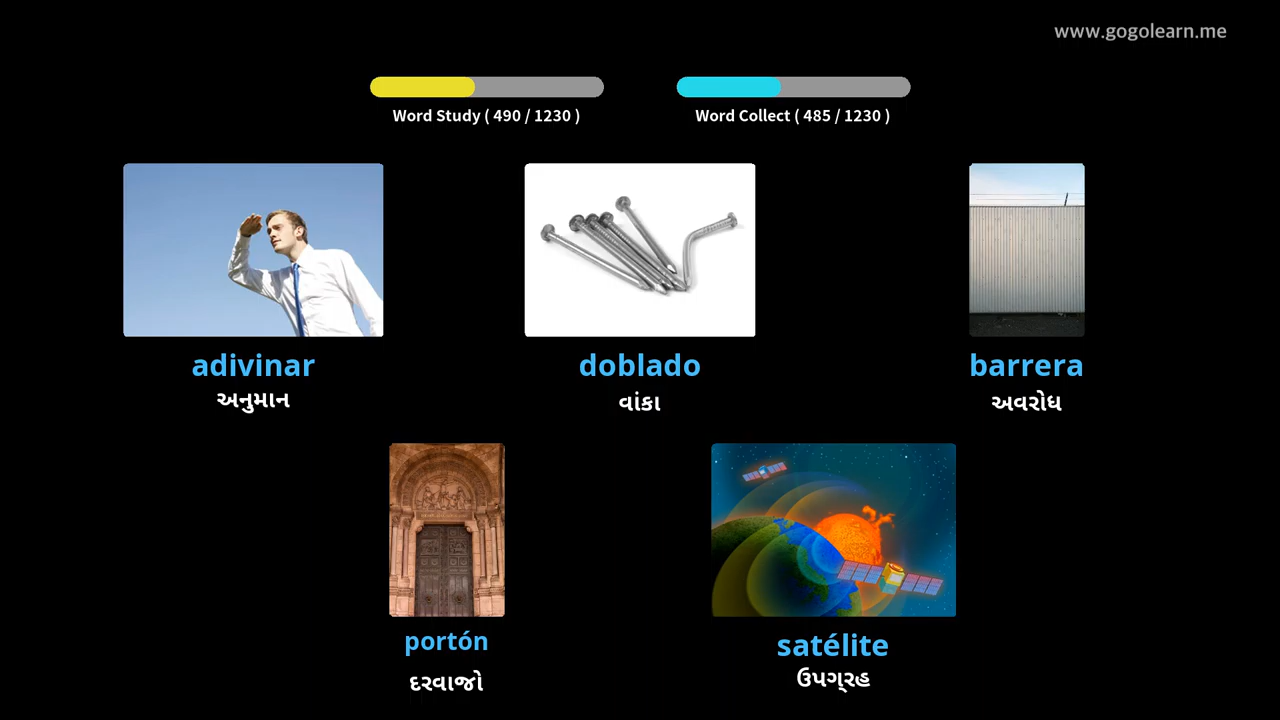 www.gogolearn.me
Word Study ( 490 / 1230 )
Word Collect ( 485 / 1230 )
adivinar
અનુમાન
doblado
વાંકા
barrera
અવરોધ
portón
દરવાજો
satélite
ઉપગ્રહ